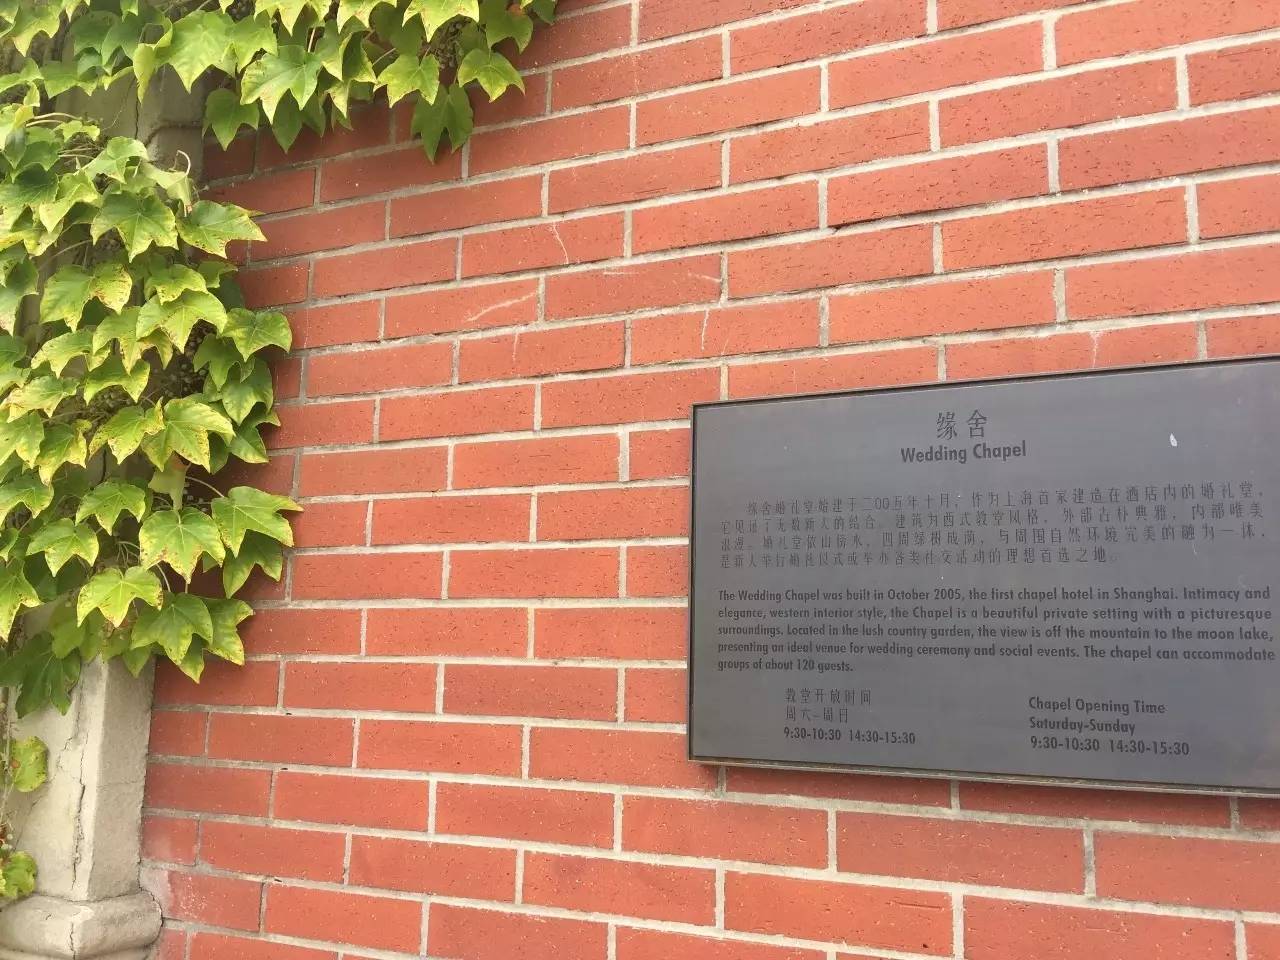 缘舍
Wedding Chapel
缘舍婚礼堂始建于二00五年十月，作为上海首家建造在酒店内的婚礼堂，
它见证了无数新人的结合。建筑为西式教堂风格，外部古朴典雅，内部唯美
浪漫。婚礼堂依山傍水，四周绿树成荫，与周围自然环境完美的融为一体，
是新人举行婚礼仪式或举办各类社交活动的理想首选之地。
The Wedding Chapel was built in October 2005, the first chapel hotel in Shanghai. Intimacy and
elegance, western interior style, the Chapel is a beautiful private setting with a picturesque
surroundings. Located in the lush country garden, the view is off the mountain to the moon lake,
presenting an ideal venue for wedding ceremony and social events. The chapel can accommodate
groups of about 120 guests.
教堂开放时间
周六-周日
9:30-10:30 14:30-15:30
Chapel Opening Time
Saturday-Sunday
9:30-10:30 14:30-15:30